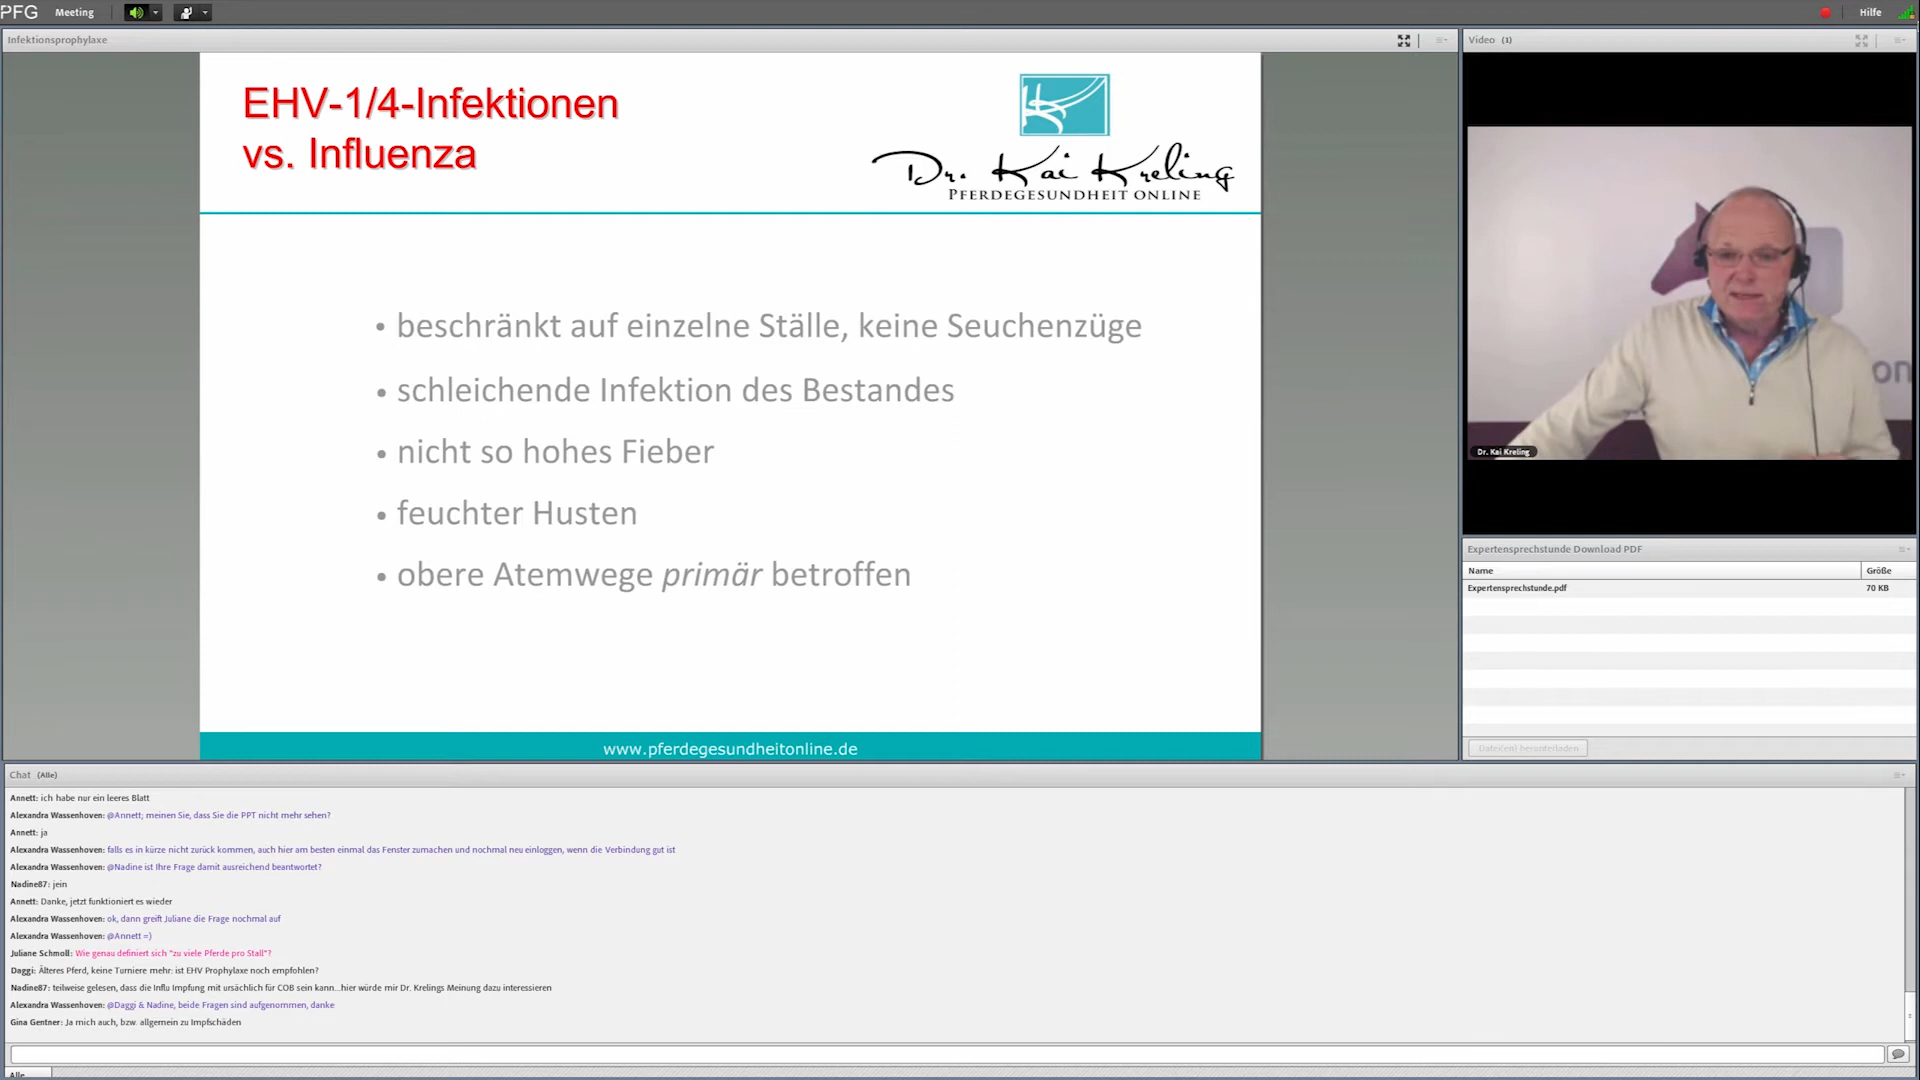 PFG Meeting Hilfe
Infektionsprophylaxe
EHV-1/4-Infektionen
vs. Influenza
Dr. Kai Kreling
PFERDEGESUNDHEIT ONLINE
• beschränkt auf einzelne Ställe, keine Seuchenzüge
• schleichende Infektion des Bestandes
• nicht so hohes Fieber
• feuchter Husten
• obere Atemwege primär betroffen
www.pferdegesundheitonline.de
Video (1)
on
Dr. Kai Kreling
Expertensprechstunde Download PDF
Name Größe
Expertensprechstunde.pdf 70 KB
Datei(en) herunterladen
Chat (Alle)
Annett: ich habe nur ein leeres Blatt
Alexandra Wassenhoven: @Annett; meinen Sie, dass Sie die PPT nicht mehr sehen?
Annett: ja
Alexandra Wassenhoven: falls es in kürze nicht zurück kommen, auch hier am besten einmal das Fenster zumachen und nochmal neu einloggen, wenn die Verbindung gut ist
Alexandra Wassenhoven: @Nadine ist Ihre Frage damit ausreichend beantwortet?
Nadine87: jein
Annett: Danke, jetzt funktioniert es wieder
Alexandra Wassenhoven: ok, dann greift Juliane die Frage nochmal auf
Alexandra Wassenhoven: @Annett =)
Juliane Schmoll: Wie genau definiert sich "zu viele Pferde pro Stall"?
Daggi: Älteres Pferd, keine Turniere mehr: ist EHV Prophylaxe noch empfohlen?
Nadine87: teilweise gelesen, dass die Influ Impfung mit ursächlich für COB sein kann...hier würde mir Dr. Krelings Meinung dazu interessieren
Alexandra Wassenhoven: @Daggi & Nadine, beide Fragen sind aufgenommen, danke
Gina Gentner: Ja mich auch, bzw. allgemein zu Impfschäden
Alle